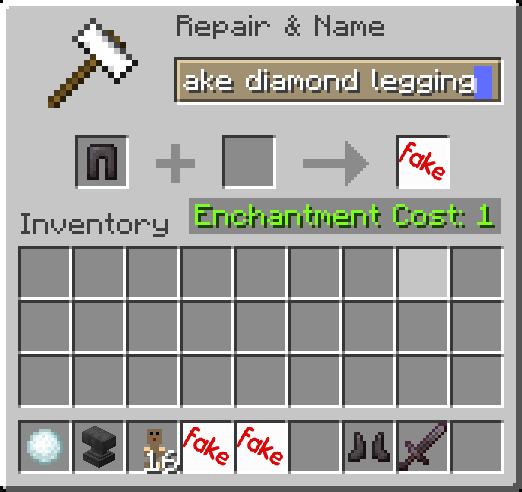 Repair & Name
ake diamond legging
fake
Inventory
Enchantment Cost: 1
16
fake
fake